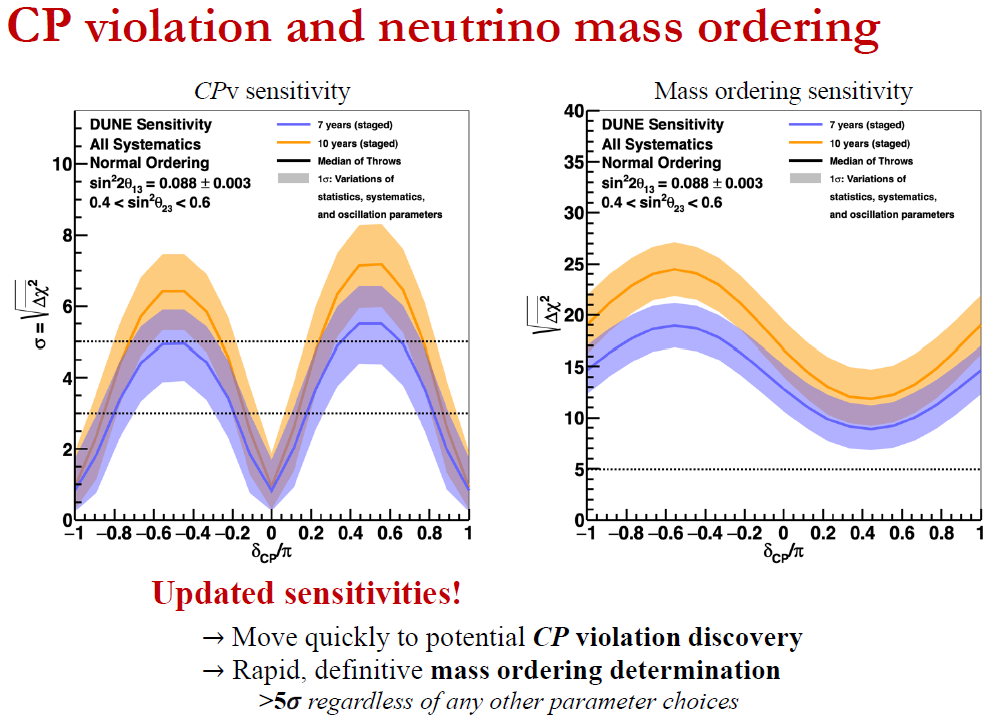 CP violation and neutrino mass ordering
CPv sensitivity
DUNE Sensitivity
All Systematics
Normal Ordering
sin²2θ₁₃ = 0.088 ± 0.003
0.4 < sin²θ₂₃ < 0.6
7 years (staged)
10 years (staged)
Median of Throws
1σ: Variations of
statistics, systematics,
and oscillation parameters
σ = √Δχ²
10
8
6
4
2
0
−1 −0.8 −0.6 −0.4 −0.2 0 0.2 0.4 0.6 0.8 1
δCP/π
Mass ordering sensitivity
DUNE Sensitivity
All Systematics
Normal Ordering
sin²2θ₁₃ = 0.088 ± 0.003
0.4 < sin²θ₂₃ < 0.6
7 years (staged)
10 years (staged)
Median of Throws
1σ: Variations of
statistics, systematics,
and oscillation parameters
√Δχ²
40
35
30
25
20
15
10
5
0
−1 −0.8 −0.6 −0.4 −0.2 0 0.2 0.4 0.6 0.8 1
δCP/π
Updated sensitivities!
→ Move quickly to potential CP violation discovery
→ Rapid, definitive mass ordering determination
>5σ regardless of any other parameter choices